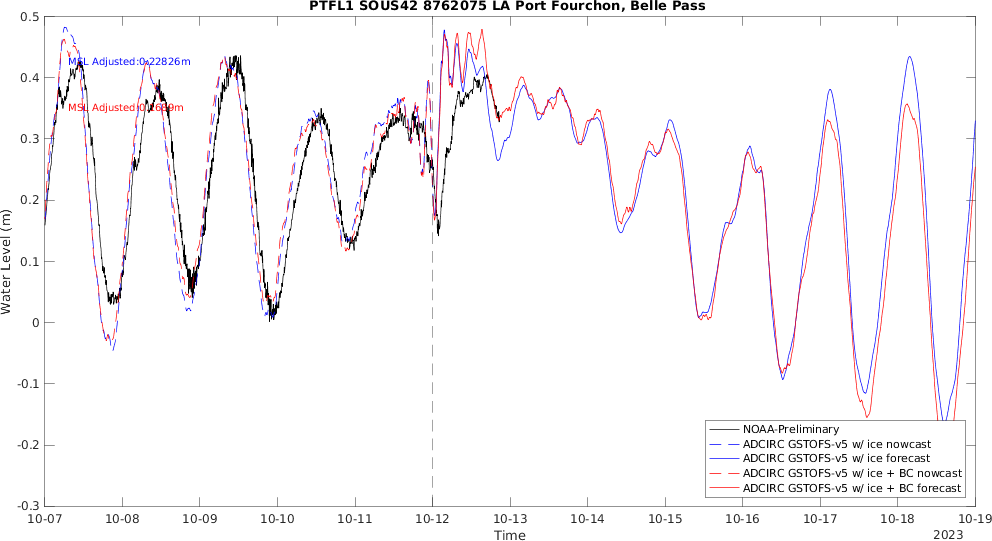 PTFL1 SOUS42 8762075 LA Port Fourchon, Belle Pass
0.5
0.4
0.3
0.2
0.1
0
-0.1
-0.2
-0.3
Water Level (m)
MSL Adjusted:0.22826m
MSL
NOAA-Preliminary
ADCIRC GSTOFS-v5 w/ ice nowcast
ADCIRC GSTOFS-v5 w/ ice forecast
ADCIRC GSTOFS-v5 w/ ice + BC nowcast
ADCIRC GSTOFS-v5 w/ ice + BC forecast
10-07 10-08 10-09 10-10 10-11 10-12 10-13 10-14 10-15 10-16 10-17 10-18 10-19
Time
2023